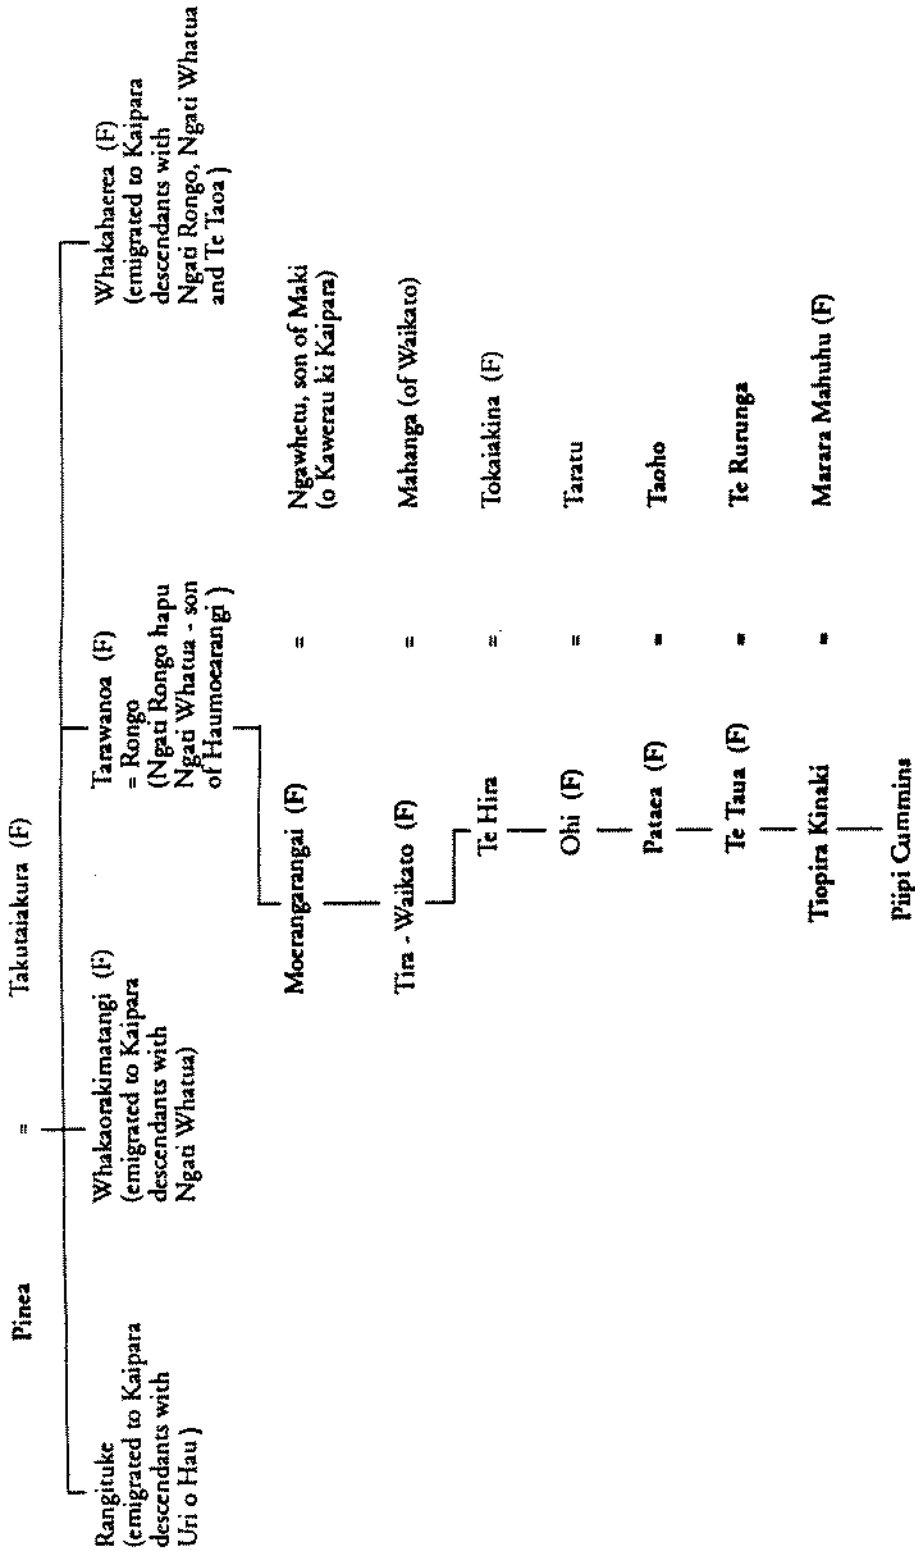 Pinea = Takutaiakura (F)
Rangituke
(emigrated to Kaipara
descendants with
Uri o Hau)
Whakaorakimatangi (F)
(emigrated to Kaipara
descendants with
Ngati Whatua)
Tarawanoa (F)
= Rongo
(Ngati Rongo hapu
Ngati Whatua - son
of Haumoearangi)
Whakahaerea (F)
(emigrated to Kaipara
descendants with
Ngati Rongo, Ngati Whatua
and Te Taoa)
Moerangarangai (F) = Ngawhetu, son of Maki
(o Kawerau ki Kaipara)
Tira - Waikato (F) = Mahanga (of Waikato)
Te Hira = Tokaiakina (F)
Ohi (F) = Taratu
Pataea (F) = Taoho
Te Taua (F) = Te Rurunga
Tiopira Kinaki = Marara Mahuhu (F)
Piipi Cummins